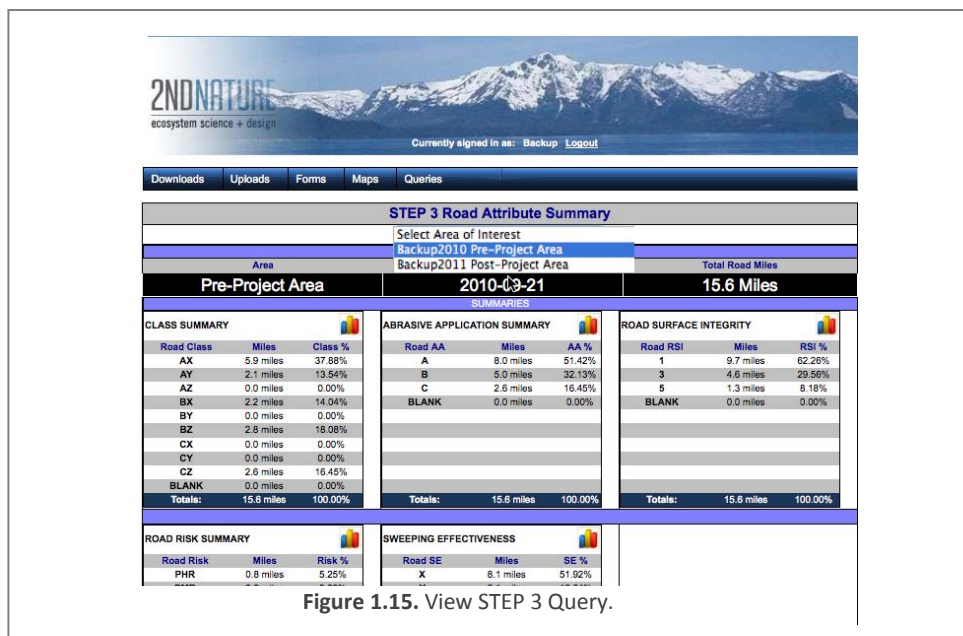 2NDNATURE
ecosystem science + design
Currently signed in as: Backup Logout
Downloads Uploads Forms Maps Queries
STEP 3 Road Attribute Summary
Select Area of Interest
Backup2010 Pre-Project Area
Backup2011 Post-Project Area
Area Total Road Miles
Pre-Project Area 2010-09-21 15.6 Miles
SUMMARIES
CLASS SUMMARY
Road Class Miles Class %
AX 5.9 miles 37.88%
AY 2.1 miles 13.54%
AZ 0.0 miles 0.00%
BX 2.2 miles 14.04%
BY 0.0 miles 0.00%
BZ 2.8 miles 18.08%
CX 0.0 miles 0.00%
CY 0.0 miles 0.00%
CZ 2.6 miles 16.45%
BLANK 0.0 miles 0.00%
Totals: 15.6 miles 100.00%
ABRASIVE APPLICATION SUMMARY
Road AA Miles AA %
A 8.0 miles 51.42%
B 5.0 miles 32.13%
C 2.6 miles 16.45%
BLANK 0.0 miles 0.00%
Totals: 15.6 miles 100.00%
ROAD SURFACE INTEGRITY
Road RSI Miles RSI %
1 9.7 miles 62.26%
3 4.6 miles 29.56%
5 1.3 miles 8.18%
BLANK 0.0 miles 0.00%
Totals: 15.6 miles 100.00%
ROAD RISK SUMMARY
Road Risk Miles Risk %
PHR 0.8 miles 5.25%
SWEEPING EFFECTIVENESS
Road SE Miles SE %
X 8.1 miles 51.92%
Figure 1.15. View STEP 3 Query.